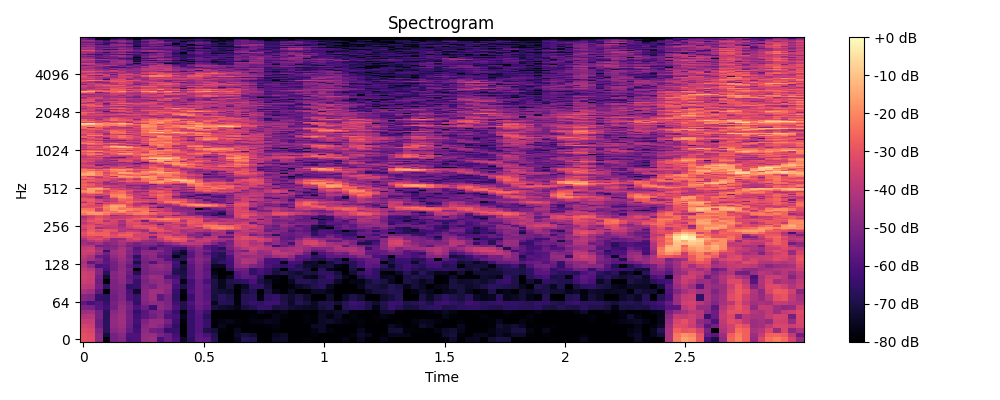 Spectrogram
Hz
4096
2048
1024
512
256
128
64
0
0
0.5
1
1.5
2
2.5
Time
+0 dB
-10 dB
-20 dB
-30 dB
-40 dB
-50 dB
-60 dB
-70 dB
-80 dB